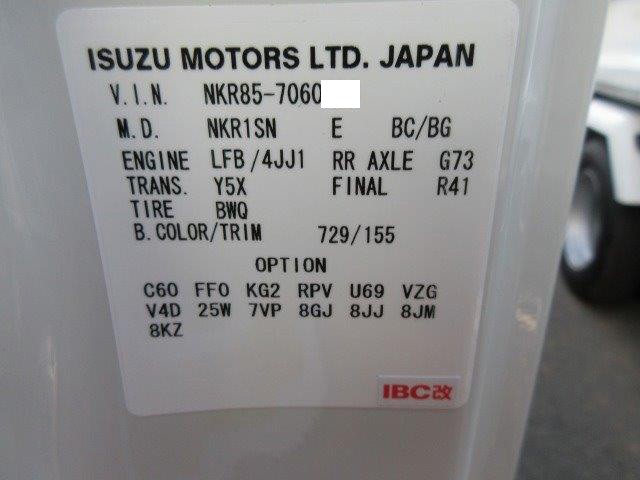 ISUZU MOTORS LTD. JAPAN
V.I.N. NKR85-7060
M.D. NKR1SN E BC/BG
ENGINE LFB/4JJ1 RR AXLE G73
TRANS. Y5X FINAL R41
TIRE BWQ
B.COLOR/TRIM 729/155
OPTION
C60 FF0 KG2 RPV U69 VZG
V4D 25W 7VP 8GJ 8JJ 8JM
8KZ
IBC改